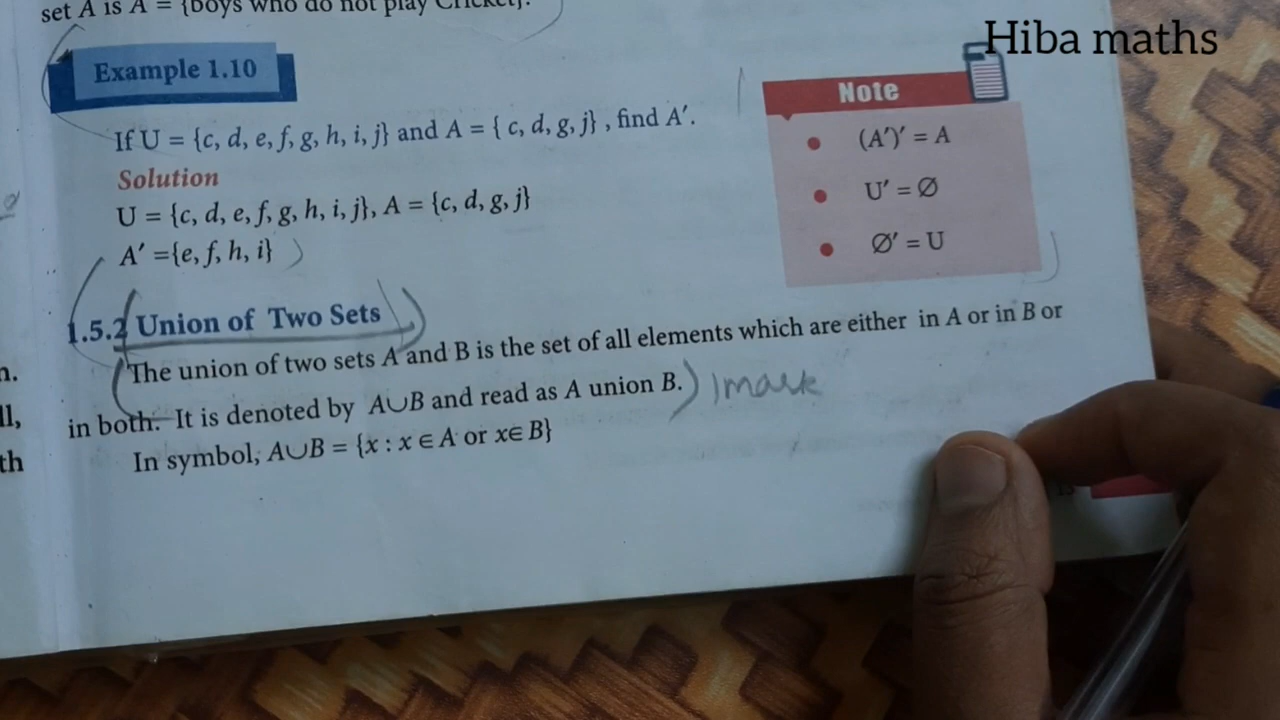 set A is A = {boys who do not play Cricket}.
Hiba maths
Example 1.10
If U = {c, d, e, f, g, h, i, j} and A = { c, d, g, j} , find A′.
Solution
U = {c, d, e, f, g, h, i, j}, A = {c, d, g, j}
A′ ={e, f, h, i}
Note
(A′)′ = A
U′ = Ø
Ø′ = U
1.5.2 Union of Two Sets
The union of two sets A and B is the set of all elements which are either in A or in B or
in both. It is denoted by A∪B and read as A union B. 1mark
In symbol, A∪B = {x : x ∈ A or x∈ B}
n.
ll,
th